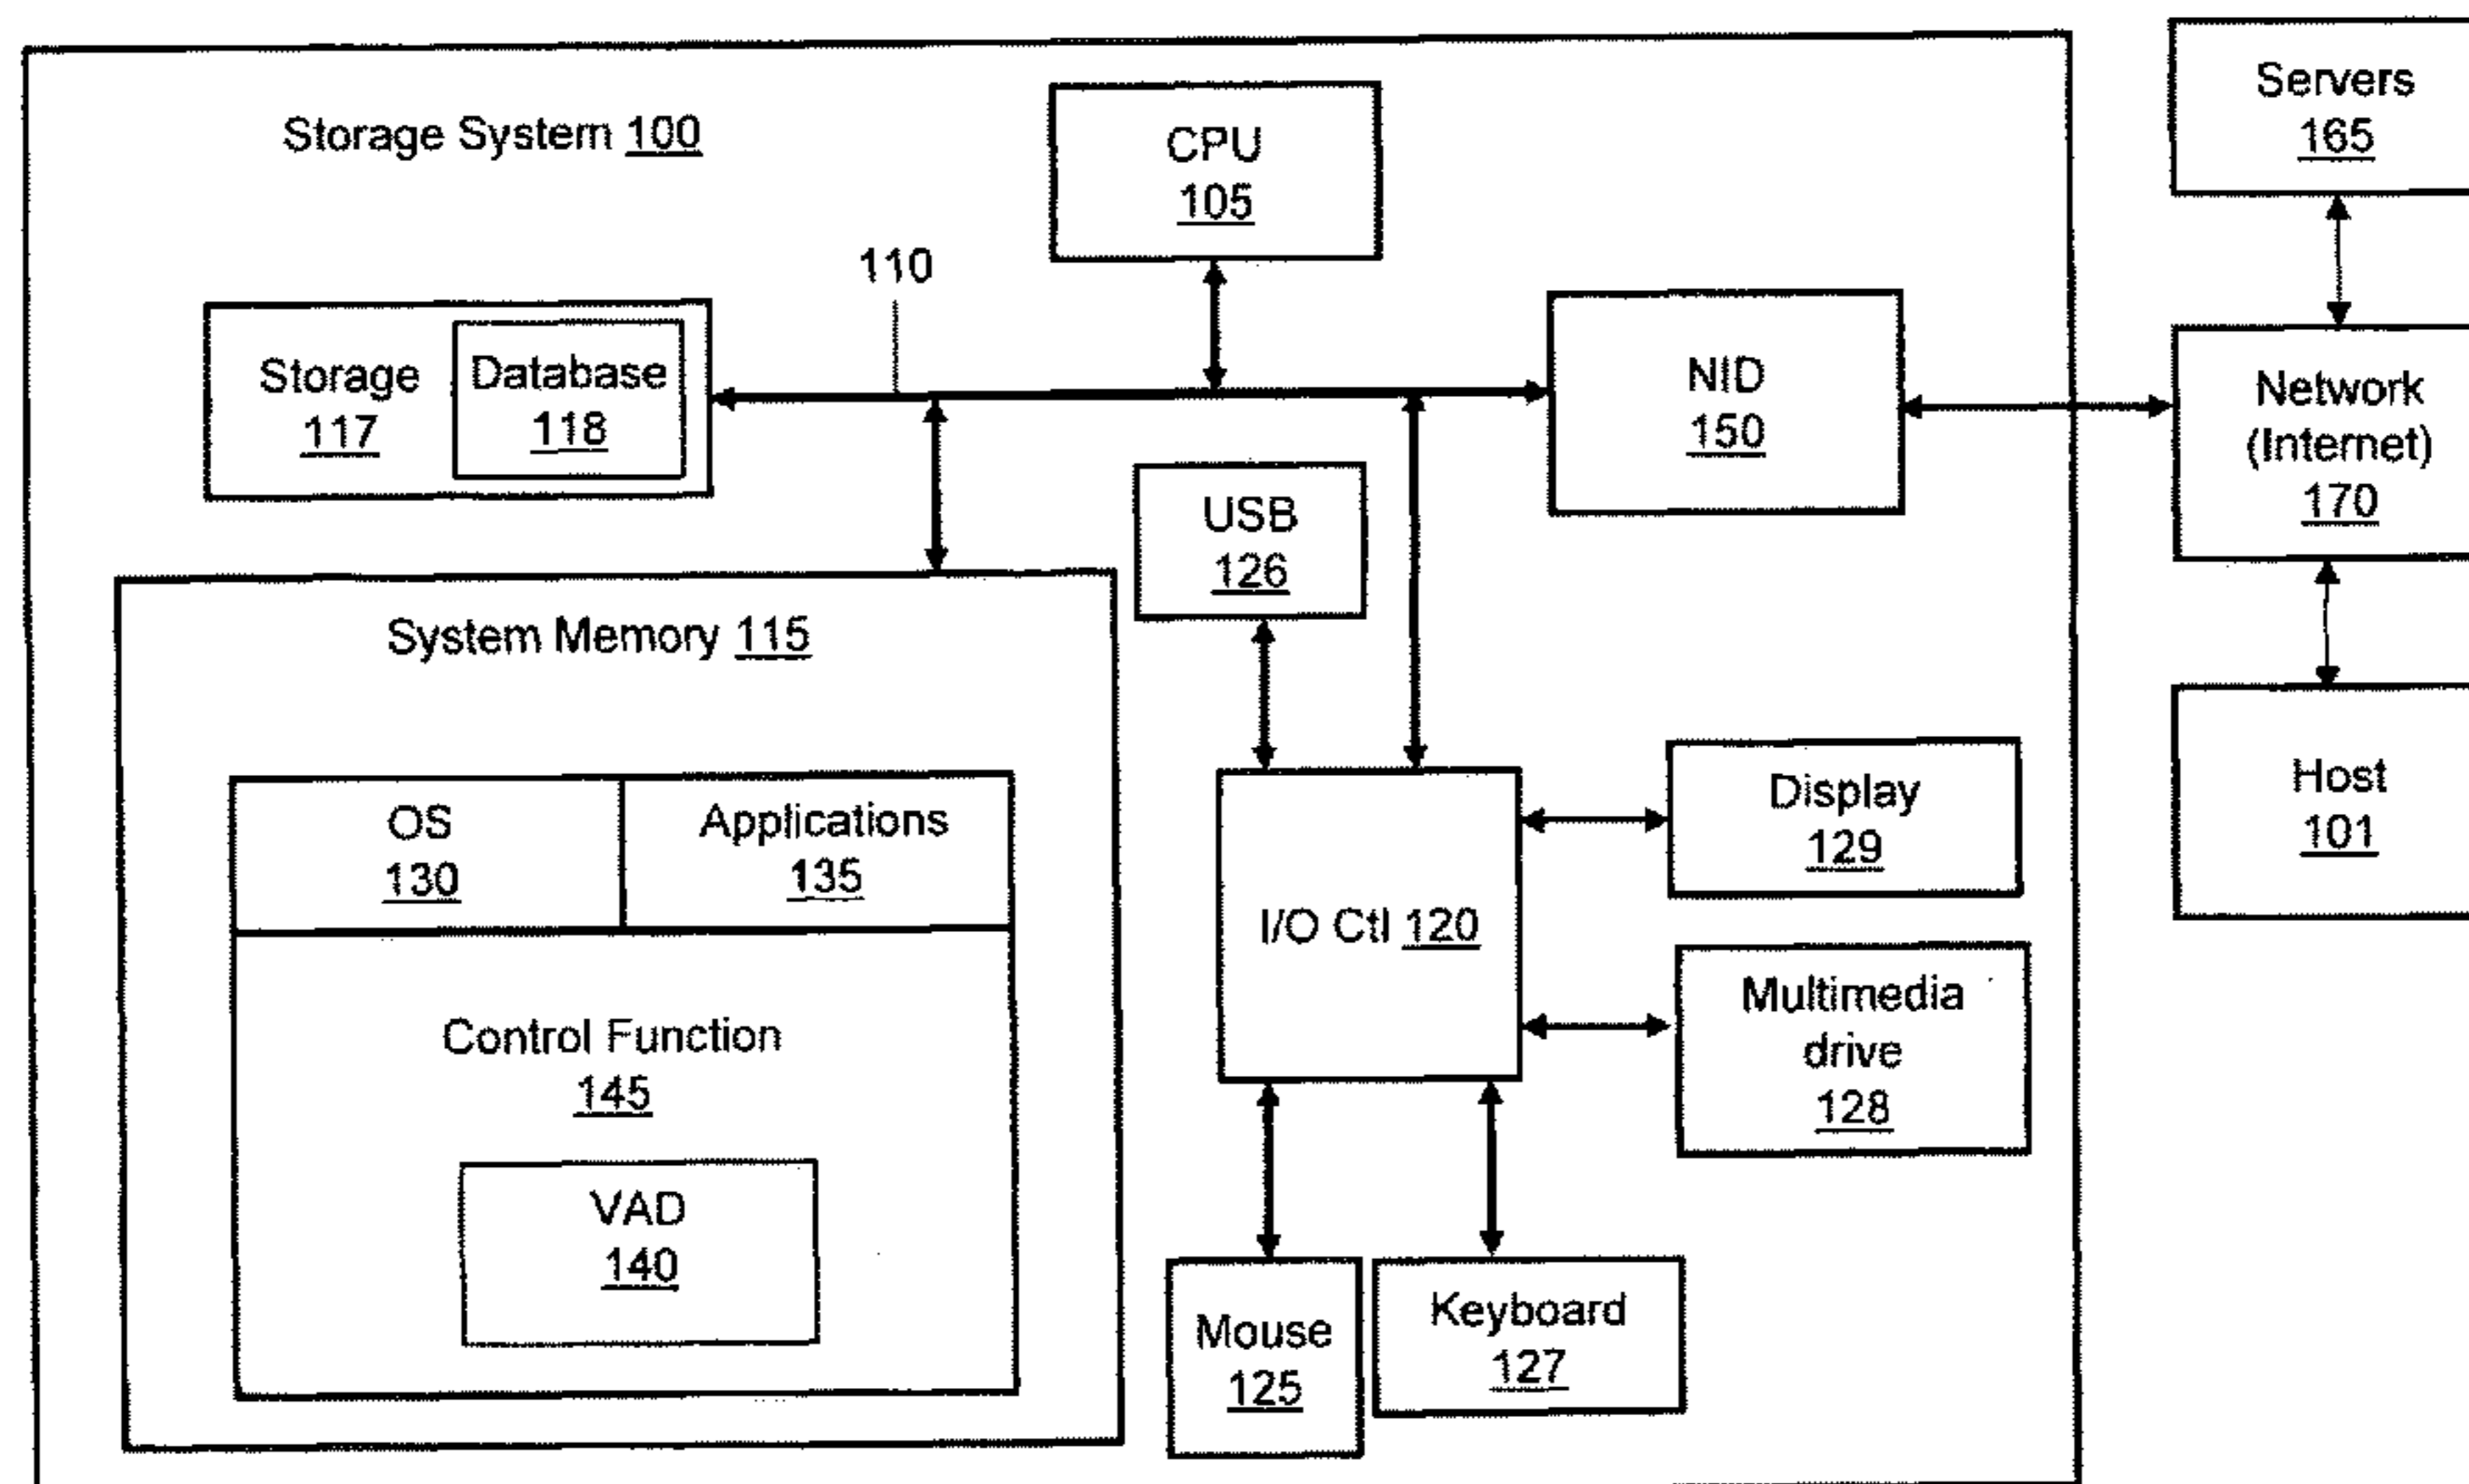 Storage System 100
CPU
105
Servers
165
110
Storage
117
Database
118
NID
150
Network
(Internet)
170
USB
126
System Memory 115
OS
130
Applications
135
Control Function
145
VAD
140
I/O Ctl 120
Display
129
Multimedia
drive
128
Host
101
Mouse
125
Keyboard
127